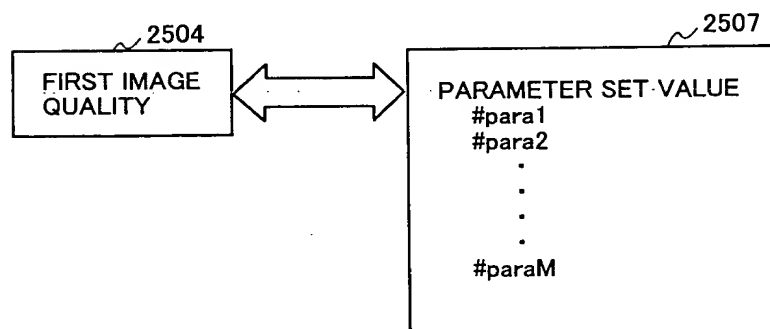 2504
FIRST IMAGE
QUALITY
2507
PARAMETER SET VALUE
#para1
#para2
#paraM